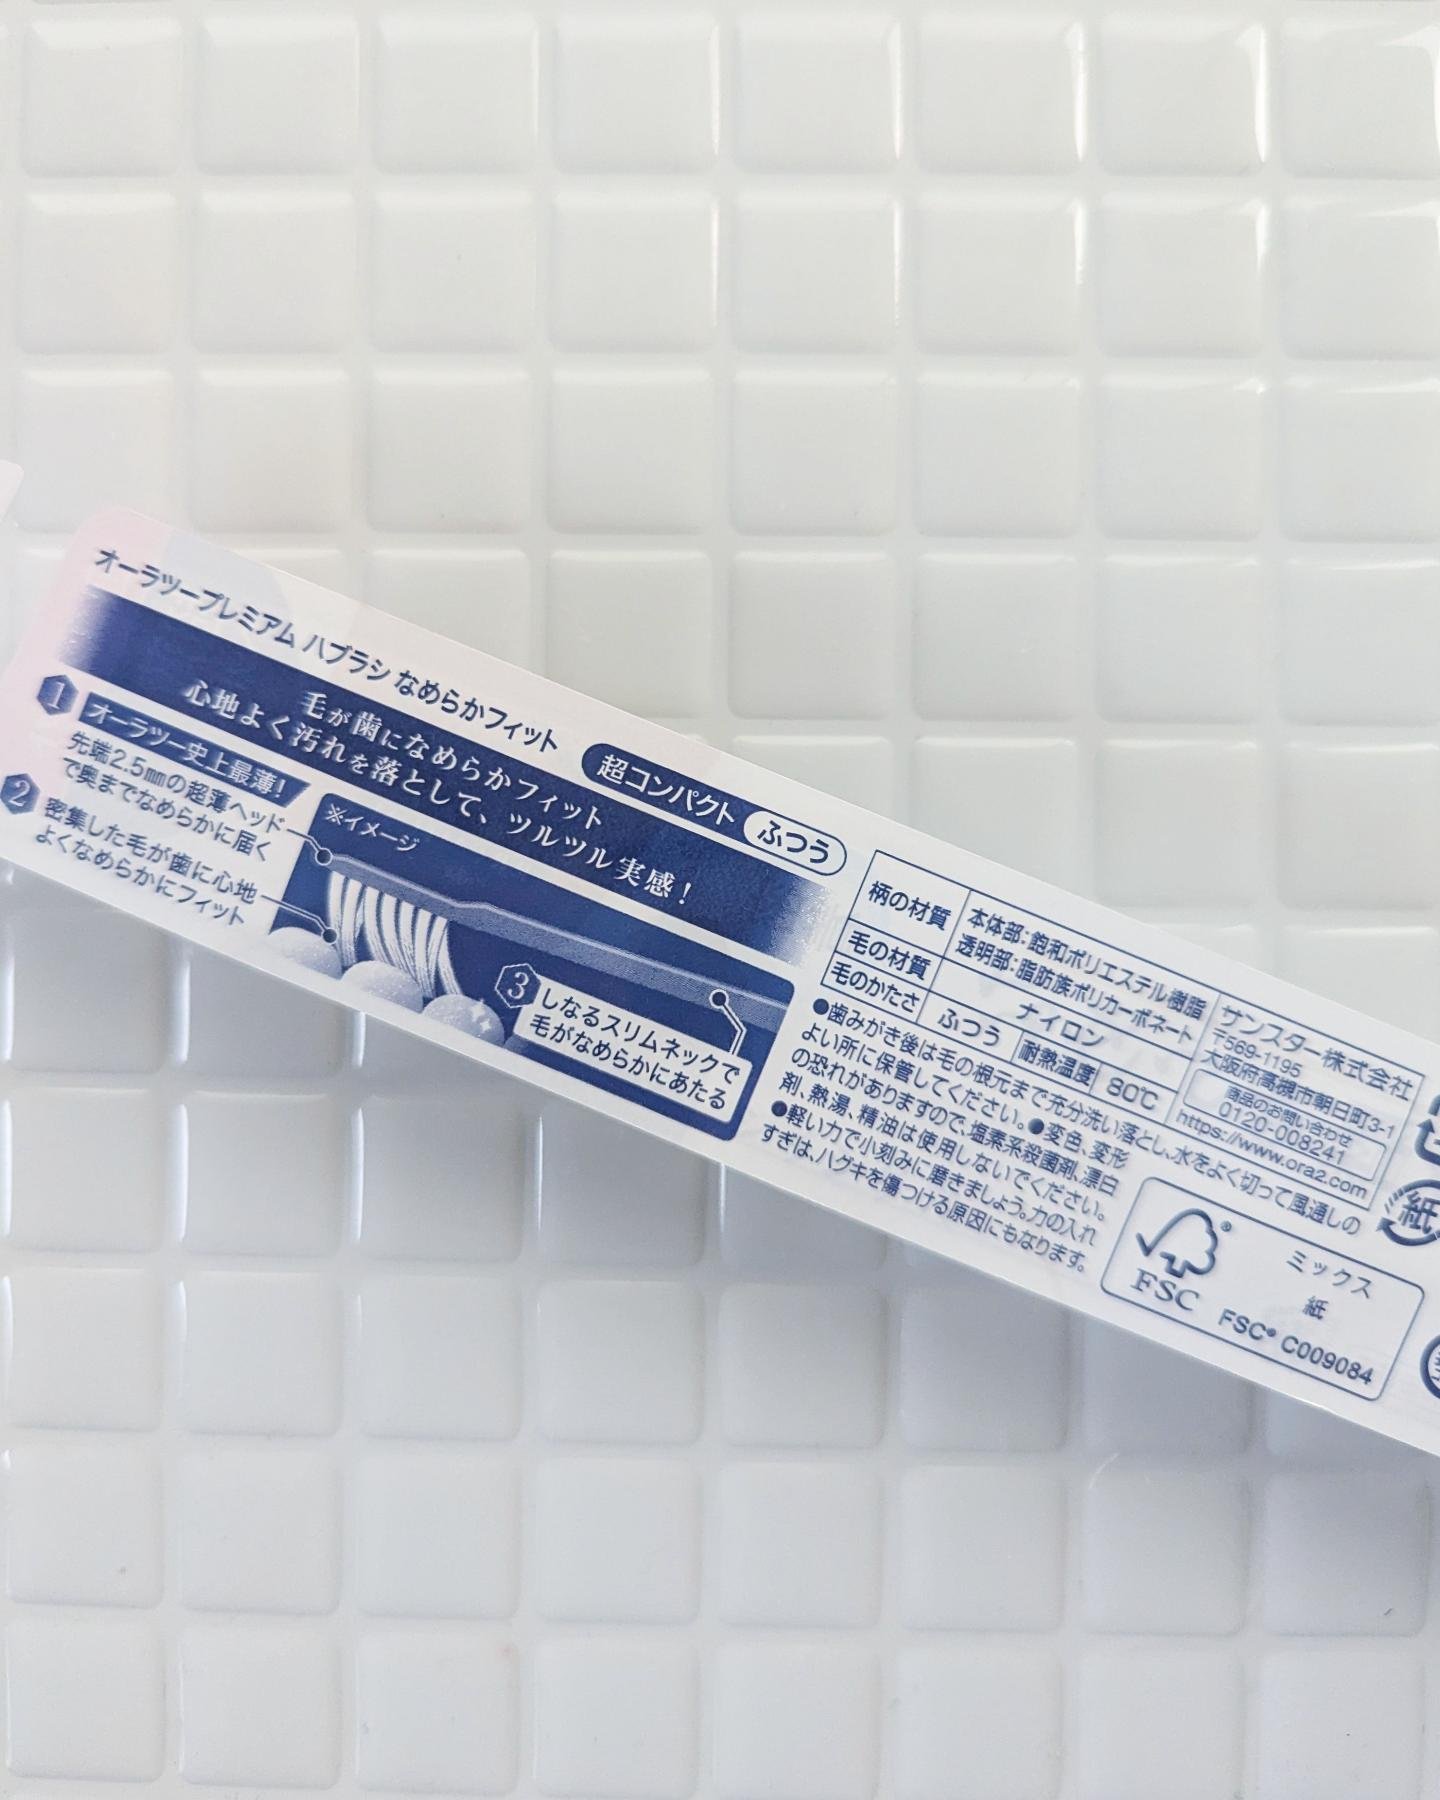 オーラツープレミアム ハブラシ なめらかフィット 超コンパクト ふつう
毛が歯になめらかフィット
心地よく汚れを落として、ツルツル実感!
1 オーラツー史上最薄!
先端2.5mmの超薄ヘッド
で奥までなめらかに届く
2 密集した毛が歯に心地
よくなめらかにフィット
※イメージ
3 しなるスリムネックで
毛がなめらかにあたる
柄の材質 本体部:飽和ポリエステル樹脂
透明部:脂肪族ポリカーボネート
毛の材質 ナイロン
毛のかたさ ふつう 耐熱温度 80℃
サンスター株式会社
〒569-1195
大阪府高槻市朝日町3-1
商品のお問い合わせ
0120-008241
https://www.ora2.com
●歯みがき後は毛の根元まで充分洗い落とし、水をよく切って風通しの
よい所に保管してください。●変色、変形
の恐れがありますので、塩素系殺菌剤、漂白
剤、熱湯、精油は使用しないでください。
●軽い力で小刻みに磨きましょう。力の入れ
すぎは、ハグキを傷つける原因にもなります。
FSC
ミックス
紙
FSC® C009084
紙